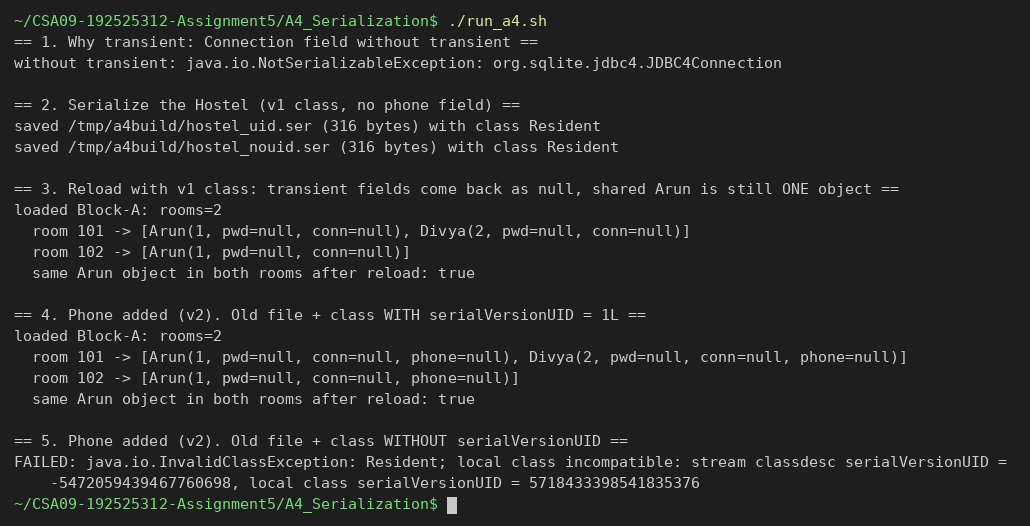 ~/CSA09-192525312-Assignment5/A4_Serialization$ ./run_a4.sh
== 1. Why transient: Connection field without transient ==
without transient: java.io.NotSerializableException: org.sqlite.jdbc4.JDBC4Connection
== 2. Serialize the Hostel (v1 class, no phone field) ==
saved /tmp/a4build/hostel_uid.ser (316 bytes) with class Resident
saved /tmp/a4build/hostel_nouid.ser (316 bytes) with class Resident
== 3. Reload with v1 class: transient fields come back as null, shared Arun is still ONE object ==
loaded Block-A: rooms=2
  room 101 -> [Arun(1, pwd=null, conn=null), Divya(2, pwd=null, conn=null)]
  room 102 -> [Arun(1, pwd=null, conn=null)]
  same Arun object in both rooms after reload: true
== 4. Phone added (v2). Old file + class WITH serialVersionUID = 1L ==
loaded Block-A: rooms=2
  room 101 -> [Arun(1, pwd=null, conn=null, phone=null), Divya(2, pwd=null, conn=null, phone=null)]
  room 102 -> [Arun(1, pwd=null, conn=null, phone=null)]
  same Arun object in both rooms after reload: true
== 5. Phone added (v2). Old file + class WITHOUT serialVersionUID ==
FAILED: java.io.InvalidClassException: Resident; local class incompatible: stream classdesc serialVersionUID =
    -5472059439467760698, local class serialVersionUID = 5718433398541835376
~/CSA09-192525312-Assignment5/A4_Serialization$